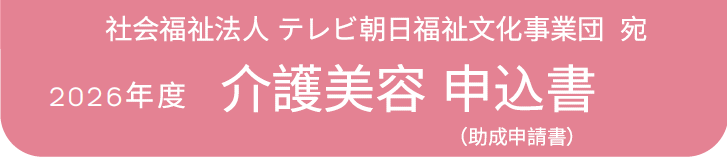 社会福祉法人 テレビ朝日福祉文化事業団 宛
2026年度 介護美容 申込書
（助成申請書）